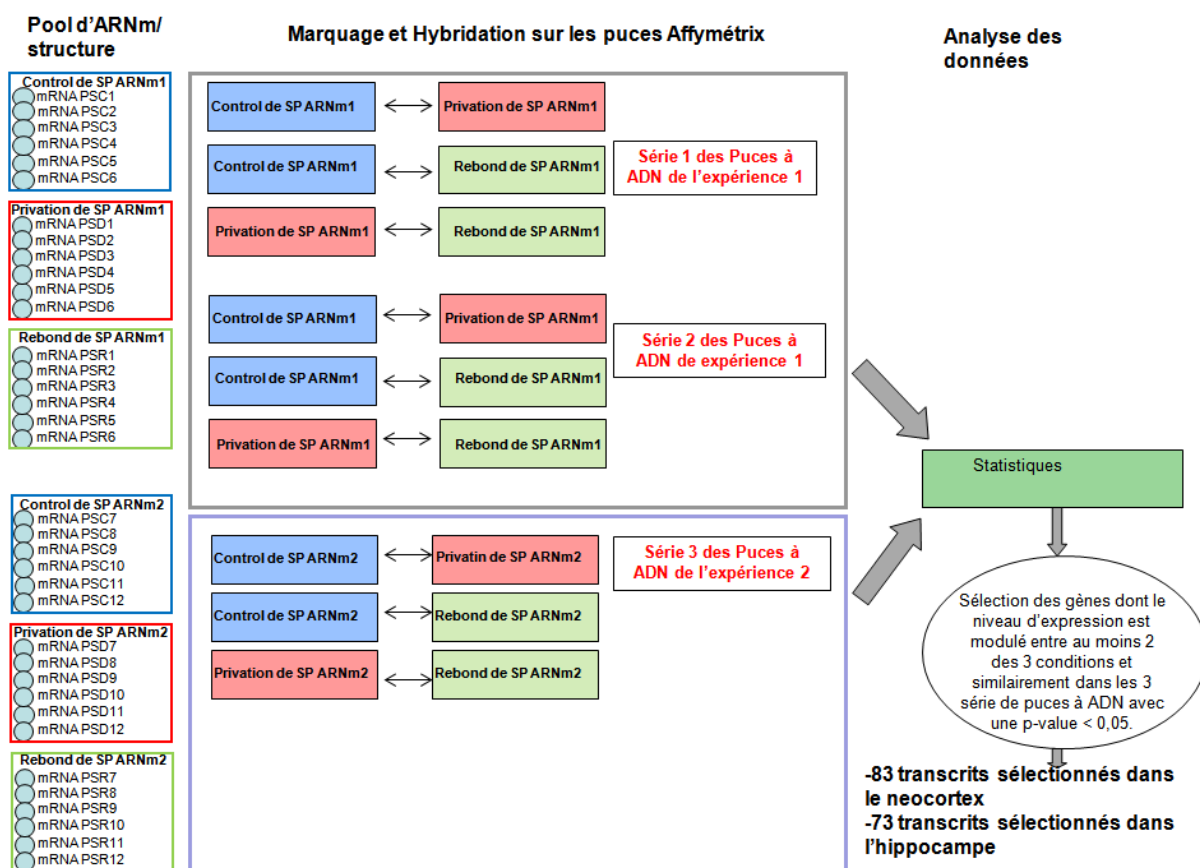 Pool d'ARNm/
structure
Marquage et Hybridation sur les puces Affymétrix
Analyse des
données
Control de SP ARNm1
mRNA PSC1
mRNA PSC2
mRNA PSC3
mRNA PSC4
mRNA PSC5
mRNA PSC6
Privation de SP ARNm1
mRNA PSD1
mRNA PSD2
mRNA PSD3
mRNA PSD4
mRNA PSD5
mRNA PSD6
Rebond de SP ARNm1
mRNA PSR1
mRNA PSR2
mRNA PSR3
mRNA PSR4
mRNA PSR5
mRNA PSR6
Control de SP ARNm2
mRNA PSC7
mRNA PSC8
mRNA PSC9
mRNA PSC10
mRNA PSC11
mRNA PSC12
Privation de SP ARNm2
mRNA PSD7
mRNA PSD8
mRNA PSD9
mRNA PSD10
mRNA PSD11
mRNA PSD12
Rebond de SP ARNm2
mRNA PSR7
mRNA PSR8
mRNA PSR9
mRNA PSR10
mRNA PSR11
mRNA PSR12
Control de SP ARNm1
Privation de SP ARNm1
Control de SP ARNm1
Rebond de SP ARNm1
Privation de SP ARNm1
Rebond de SP ARNm1
Série 1 des Puces à
ADN de l'expérience 1
Control de SP ARNm1
Privation de SP ARNm1
Control de SP ARNm1
Rebond de SP ARNm1
Privation de SP ARNm1
Rebond de SP ARNm1
Série 2 des Puces à
ADN de expérience 1
Control de SP ARNm2
Privatin de SP ARNm2
Control de SP ARNm2
Rebond de SP ARNm2
Privation de SP ARNm2
Rebond de SP ARNm2
Série 3 des Puces à
ADN de l'expérience 2
Statistiques
Sélection des gènes dont le
niveau d'expression est
modulé entre au moins 2
des 3 conditions et
similairement dans les 3
série de puces à ADN avec
une p-value < 0,05.
-83 transcrits sélectionnés dans
le neocortex
-73 transcrits sélectionnés dans
l'hippocampe